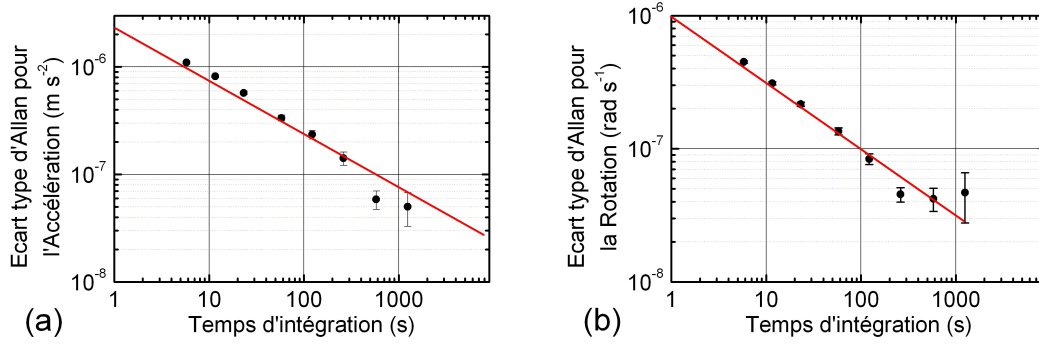 Ecart type d'Allan pour
l'Accélération (m s⁻²)
10⁻⁶
10⁻⁷
10⁻⁸
1 10 100 1000
Temps d'intégration (s)
(a)
Ecart type d'Allan pour
la Rotation (rad s⁻¹)
10⁻⁶
10⁻⁷
10⁻⁸
1 10 100 1000
Temps d'intégration (s)
(b)